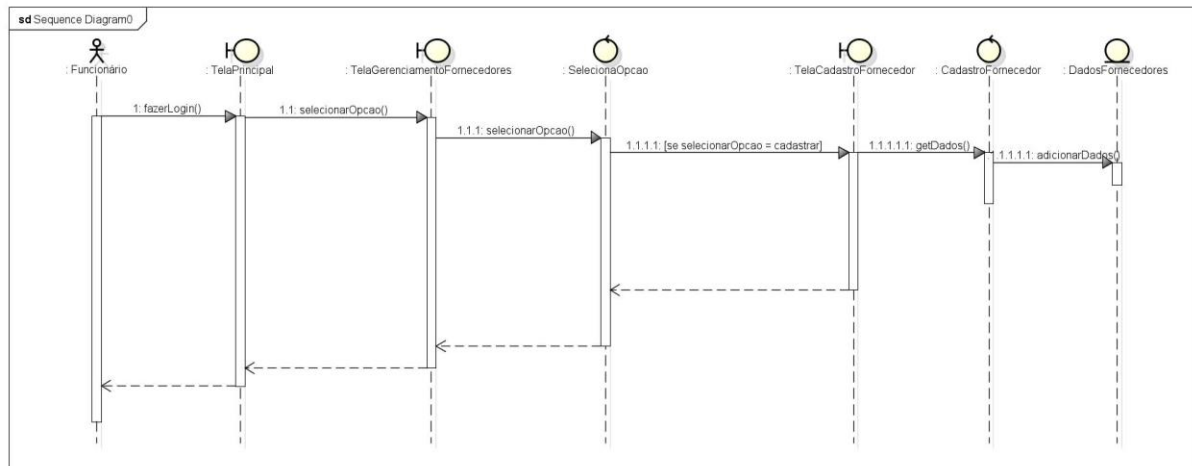 sd Sequence Diagram0
: Funcionário
: TelaPrincipal
: TelaGerenciamentoFornecedores
: SelecionaOpcao
: TelaCadastroFornecedor
: CadastroFornecedor
: DadosFornecedores
1: fazerLogin()
1.1: selecionarOpcao()
1.1.1: selecionarOpcao()
1.1.1.1: [se selecionarOpcao = cadastrar]
1.1.1.1.1: getDados()
1.1.1.1.1: adicionarDados()